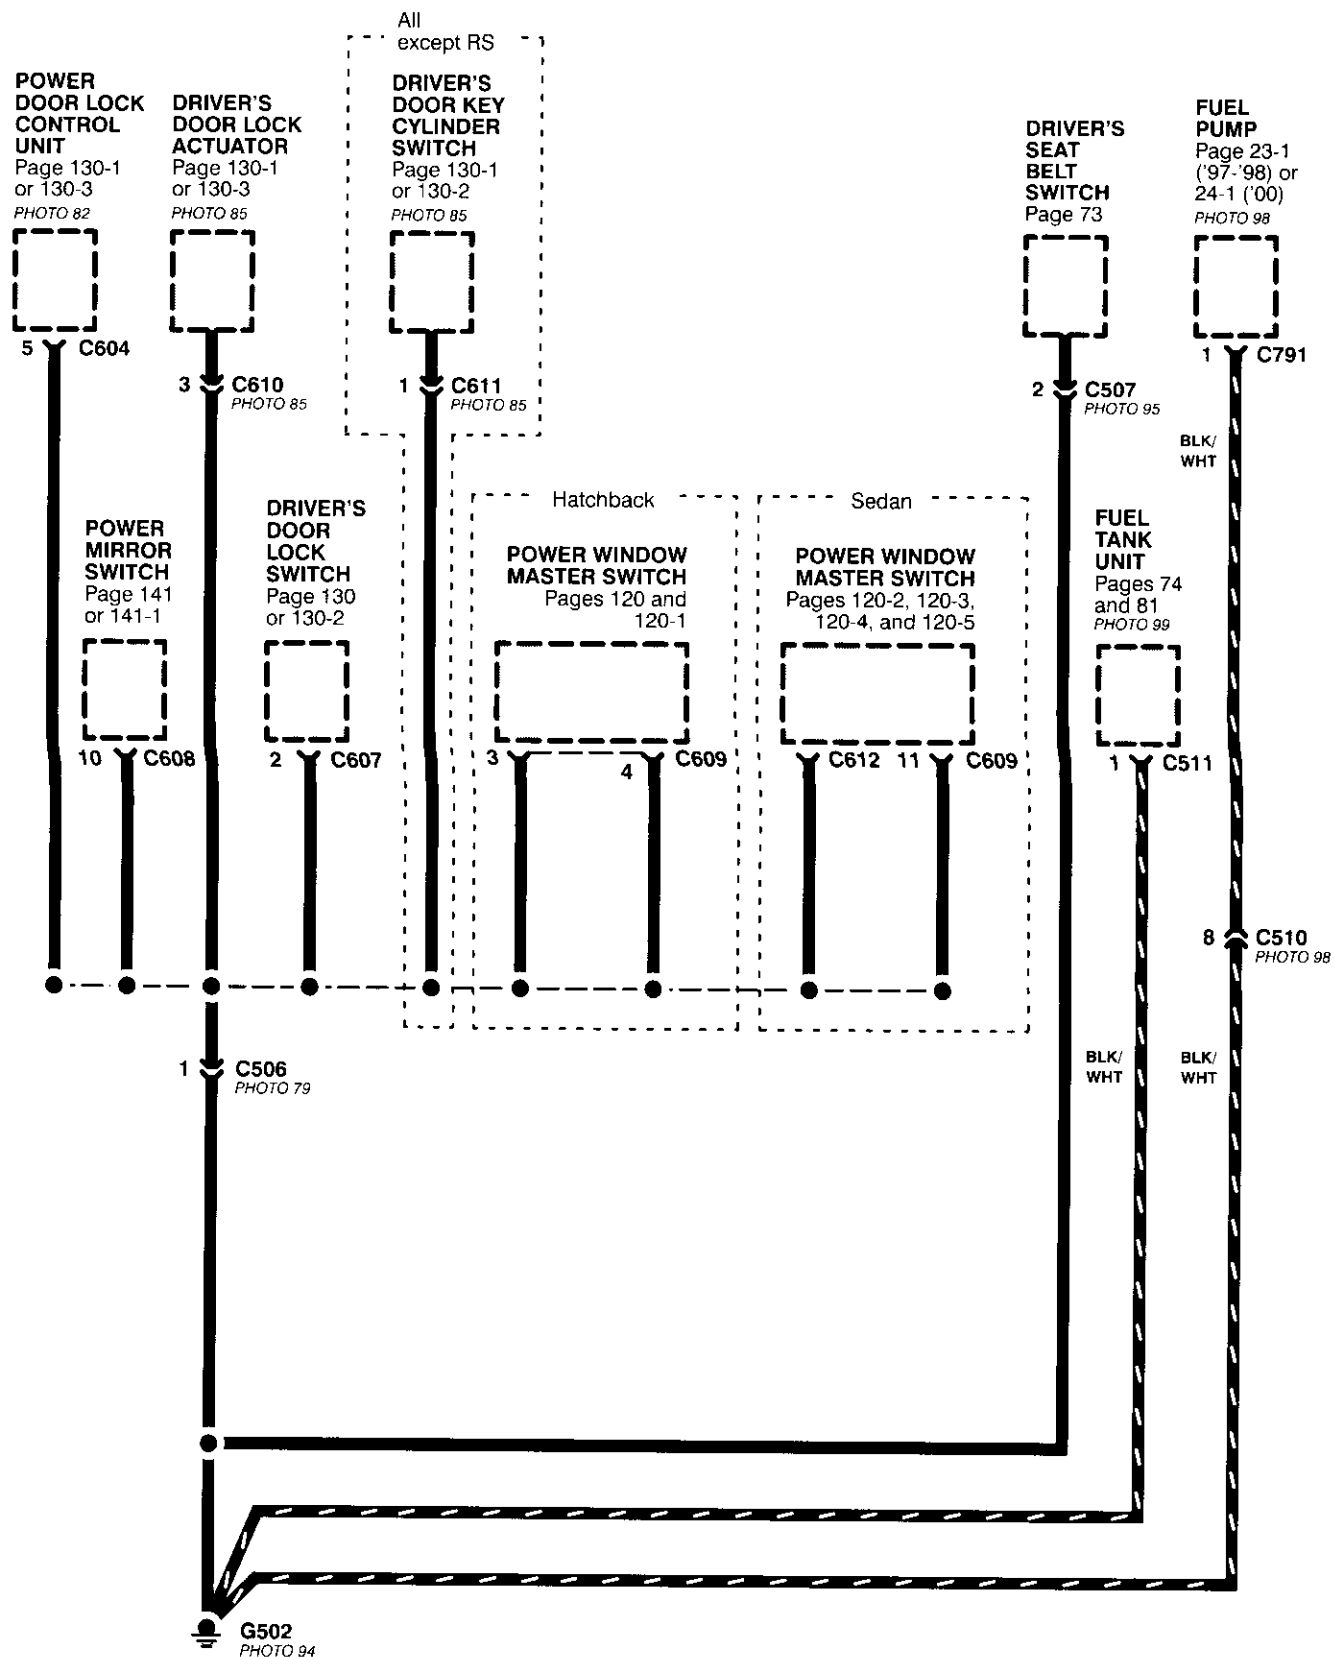 All
except RS
POWER
DOOR LOCK
CONTROL
UNIT
Page 130-1
or 130-3
PHOTO 82
DRIVER'S
DOOR LOCK
ACTUATOR
Page 130-1
or 130-3
PHOTO 85
DRIVER'S
DOOR KEY
CYLINDER
SWITCH
Page 130-1
or 130-2
PHOTO 85
DRIVER'S
SEAT
BELT
SWITCH
Page 73
FUEL
PUMP
Page 23-1
('97-'98) or
24-1 ('00)
PHOTO 98
5 C604
3 C610
PHOTO 85
1 C611
PHOTO 85
2 C507
PHOTO 95
1 C791
BLK/
WHT
POWER
MIRROR
SWITCH
Page 141
or 141-1
DRIVER'S
DOOR
LOCK
SWITCH
Page 130
or 130-2
Hatchback
POWER WINDOW
MASTER SWITCH
Pages 120 and
120-1
Sedan
POWER WINDOW
MASTER SWITCH
Pages 120-2, 120-3,
120-4, and 120-5
FUEL
TANK
UNIT
Pages 74
and 81
PHOTO 99
10 C608
2 C607
3 4 C609
C612
11 C609
1 C511
8 C510
PHOTO 98
BLK/
WHT
BLK/
WHT
1 C506
PHOTO 79
G502
PHOTO 94